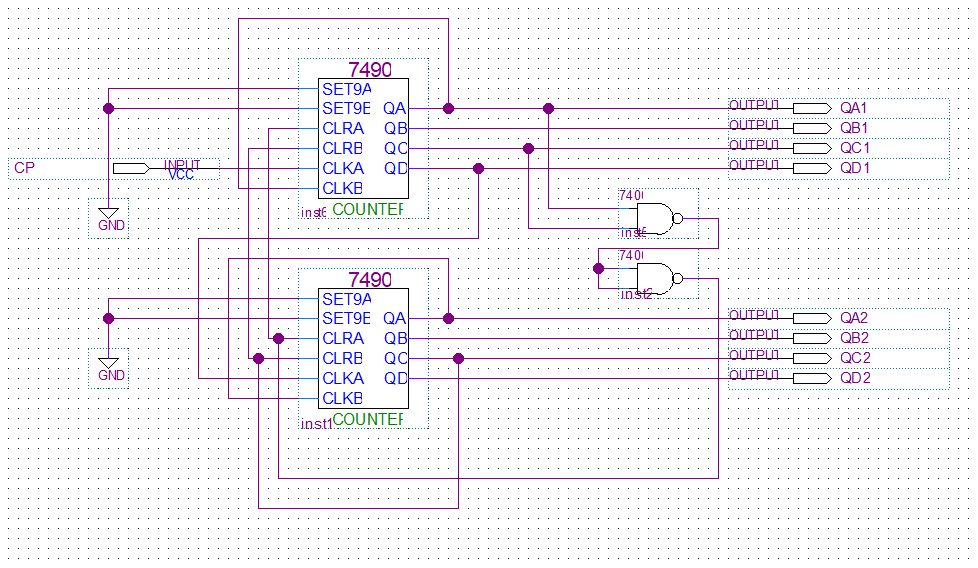 7490
SET9A
SET9B QA OUTPUT QA1
CLRA QB OUTPUT QB1
CLRB QC OUTPUT QC1
CP INPUT VCC CLKA QD OUTPUT QD1
CLKB
7400
inst6 COUNTER
GND
inst5
7400
7490
inst2
SET9A
SET9B QA OUTPUT QA2
CLRA QB OUTPUT QB2
CLRB QC OUTPUT QC2
GND CLKA QD OUTPUT QD2
CLKB
inst1 COUNTER